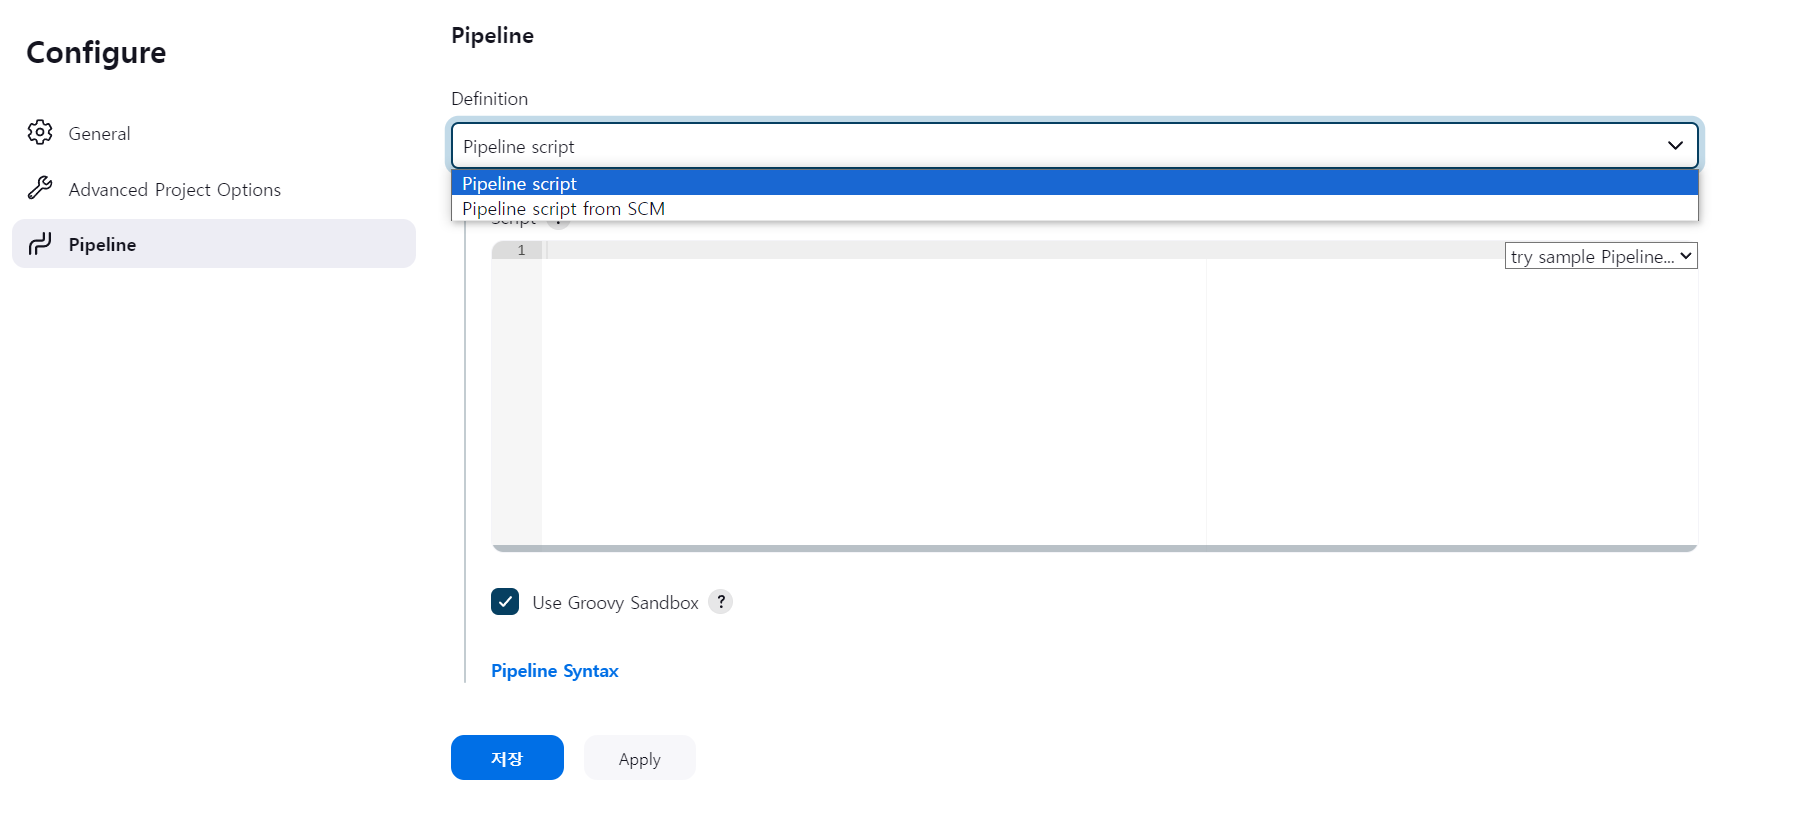 Configure
General
Advanced Project Options
Pipeline
Pipeline
Definition
Pipeline script
Pipeline script
Pipeline script from SCM
Script ?
1
try sample Pipeline...
Use Groovy Sandbox ?
Pipeline Syntax
저장
Apply